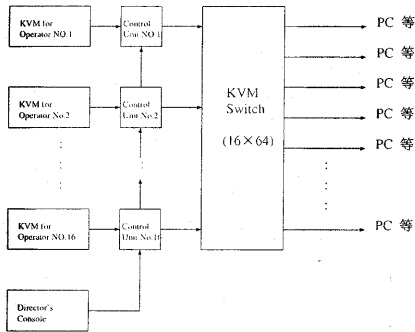 KVM for
Operator NO.1
Control
Unit NO.1
KVM
Switch
(16×64)
PC 等
PC 等
KVM for
Operator No.2
Control
Unit No.2
PC 等
PC 等
PC 等
KVM for
Operator NO.16
Control
Unit No.16
PC 等
Director's
Console